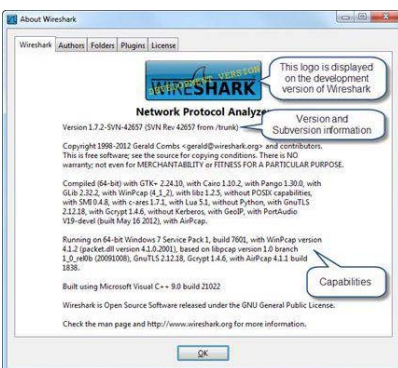 About Wireshark
Wireshark Authors Folders Plugins License
WIRESHARK
DEVELOPMENT VERSION
This logo is displayed
on the development
version of Wireshark
Network Protocol Analyze
Version and
Subversion information
Version 1.7.2-SVN-42657 (SVN Rev 42657 from /trunk)
Copyright 1998-2012 Gerald Combs <gerald@wireshark.org> and contributors.
This is free software; see the source for copying conditions. There is NO
warranty; not even for MERCHANTABILITY or FITNESS FOR A PARTICULAR PURPOSE.
Compiled (64-bit) with GTK+ 2.24.10, with Cairo 1.10.2, with Pango 1.30.0, with
GLib 2.32.2, with WinPcap (4_1_2), with libz 1.2.5, without POSIX capabilities,
with SMI 0.4.8, with c-ares 1.7.1, with Lua 5.1, without Python, with GnuTLS
2.12.18, with Gcrypt 1.4.6, without Kerberos, with GeoIP, with PortAudio
V19-devel (built May 16 2012), with AirPcap.
Running on 64-bit Windows 7 Service Pack 1, build 7601, with WinPcap version
4.1.2 (packet.dll version 4.1.0.2001), based on libpcap version 1.0 branch
1_0_rel0b (20091008), GnuTLS 2.12.18, Gcrypt 1.4.6, with AirPcap 4.1.1 build
1838.
Capabilities
Built using Microsoft Visual C++ 9.0 build 21022
Wireshark is Open Source Software released under the GNU General Public License.
Check the man page and http://www.wireshark.org for more information.
OK